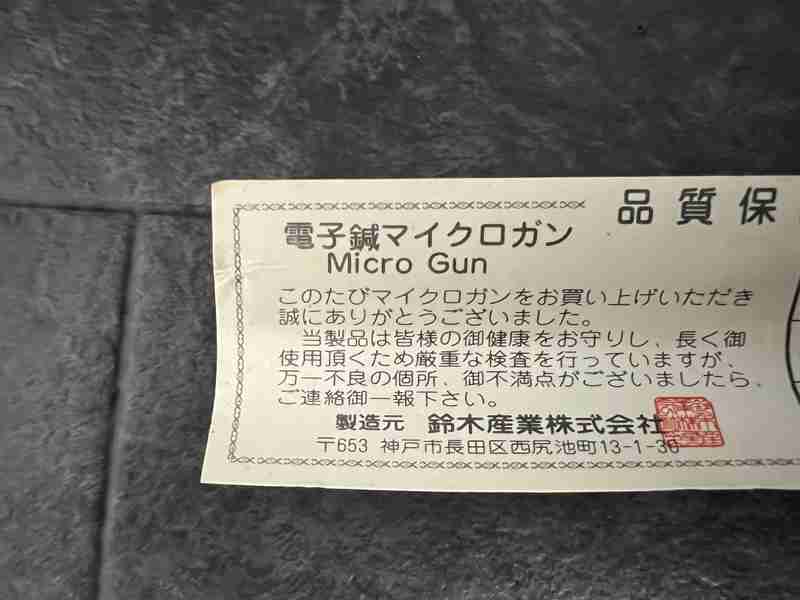 品質保
電子鍼マイクロガン
Micro Gun
このたびマイクロガンをお買い上げいただき
誠にありがとうございました。
当製品は皆様の御健康をお守りし、長く御
使用頂くため厳重な検査を行っていますが、
万一不良の個所、御不満点がございましたら、
ご連絡御一報下さい。
製造元 鈴木産業株式会社
〒653 神戸市長田区西尻池町13-1-30